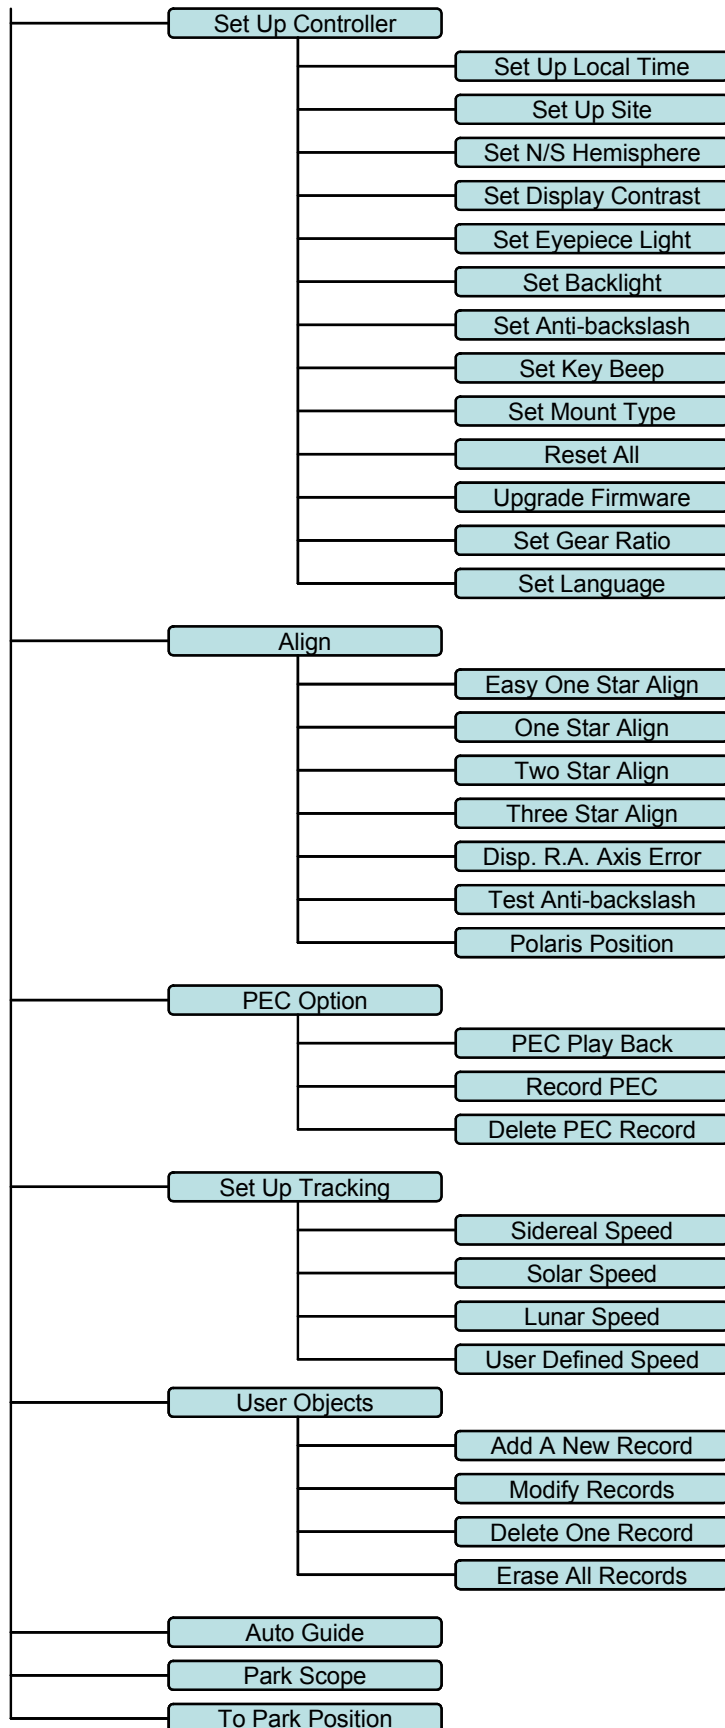 Set Up Controller
Set Up Local Time
Set Up Site
Set N/S Hemisphere
Set Display Contrast
Set Eyepiece Light
Set Backlight
Set Anti-backslash
Set Key Beep
Set Mount Type
Reset All
Upgrade Firmware
Set Gear Ratio
Set Language
Align
Easy One Star Align
One Star Align
Two Star Align
Three Star Align
Disp. R.A. Axis Error
Test Anti-backslash
Polaris Position
PEC Option
PEC Play Back
Record PEC
Delete PEC Record
Set Up Tracking
Sidereal Speed
Solar Speed
Lunar Speed
User Defined Speed
User Objects
Add A New Record
Modify Records
Delete One Record
Erase All Records
Auto Guide
Park Scope
To Park Position